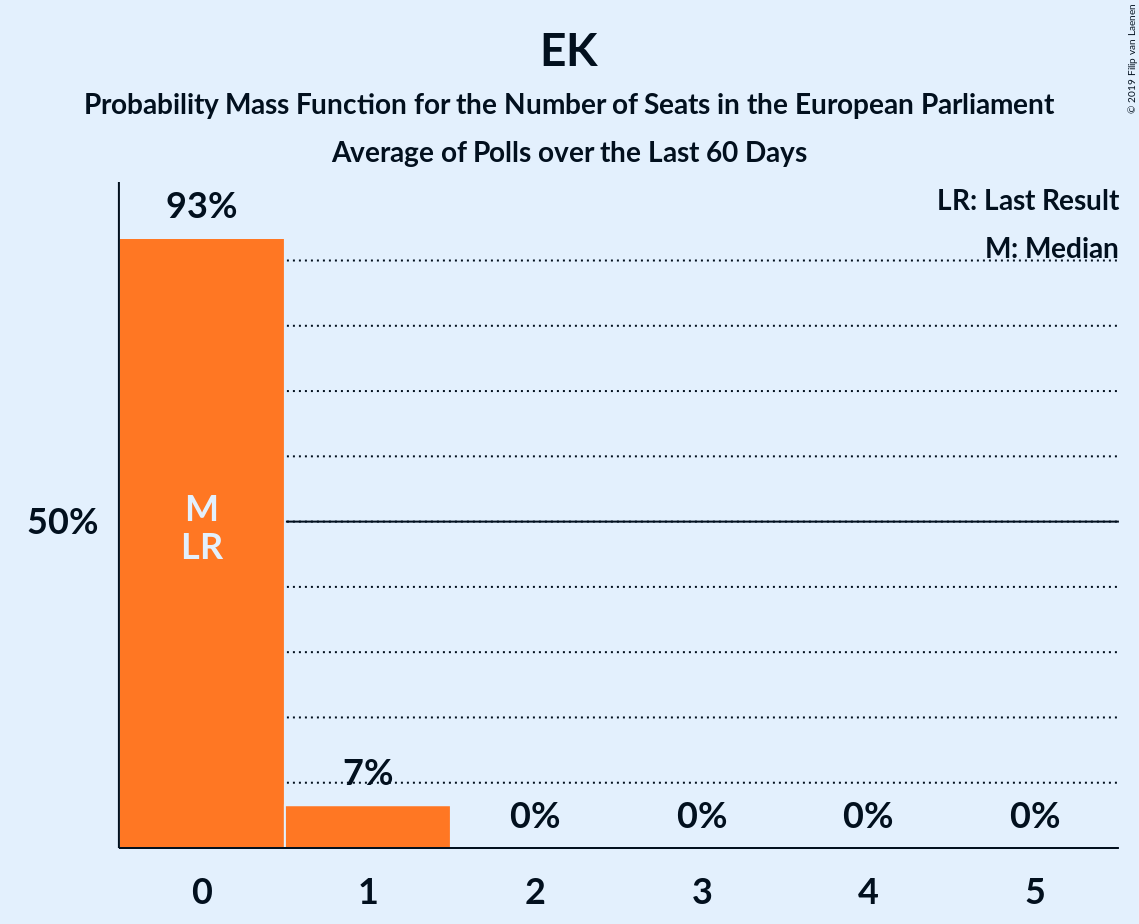 EK
Probability Mass Function for the Number of Seats in the European Parliament
Average of Polls over the Last 60 Days
© 2019 Filip van Laenen
LR: Last Result
M: Median
93%
50%
M
LR
7%
0%
0%
0%
0%
0
1
2
3
4
5